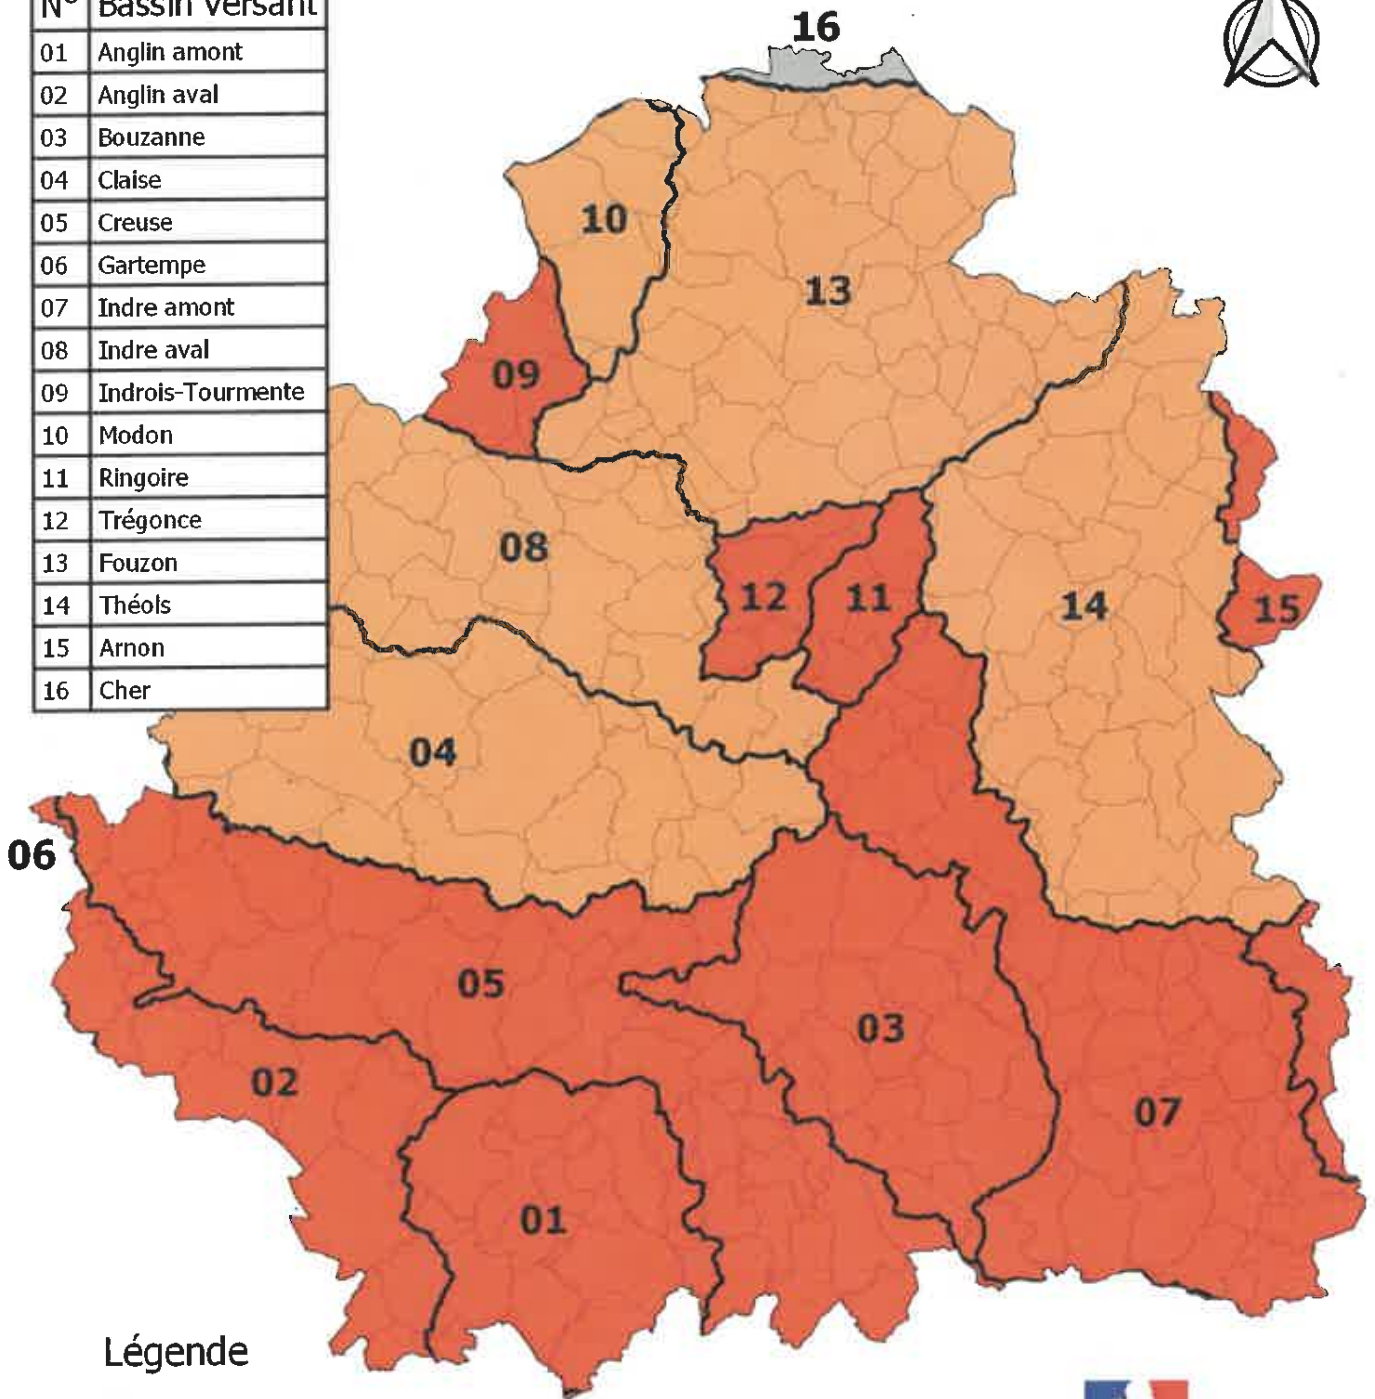 N° Bassin versant
01 Anglin amont
02 Anglin aval
03 Bouzanne
04 Claise
05 Creuse
06 Gartempe
07 Indre amont
08 Indre aval
09 Indrois-Tourmente
10 Modon
11 Ringoire
12 Trégonce
13 Fouzon
14 Théols
15 Arnon
16 Cher
16
10
13
09
08
12
11
14
15
04
06
05
03
02
07
01
Légende